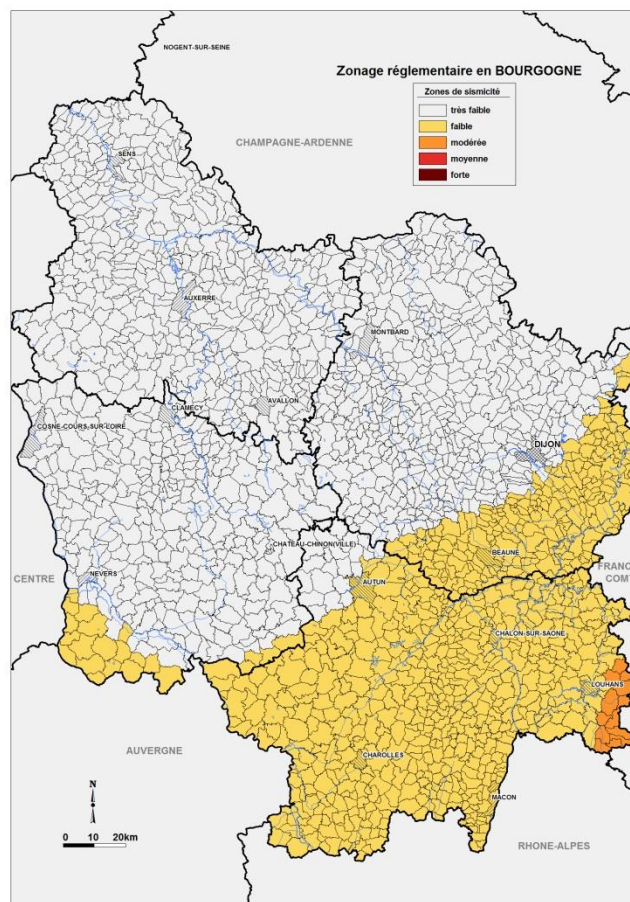 NOGENT-SUR-SEINE
Zonage réglementaire en BOURGOGNE
Zones de sismicité
très faible
faible
modérée
moyenne
forte
CHAMPAGNE-ARDENNE
SENS
AUXERRE
MONTBARD
AVALLON
CLAMECY
COSNE-COURS-SUR-LOIRE
DIJON
CHATEAU-CHINON(VILLE)
BEAUNE
CENTRE
NEVERS
AUTUN
FRANC
COMT
CHALON-SUR-SAONE
LOUHANS
AUVERGNE
CHAROLLES
N
MACON
0 10 20km
RHONE-ALPES